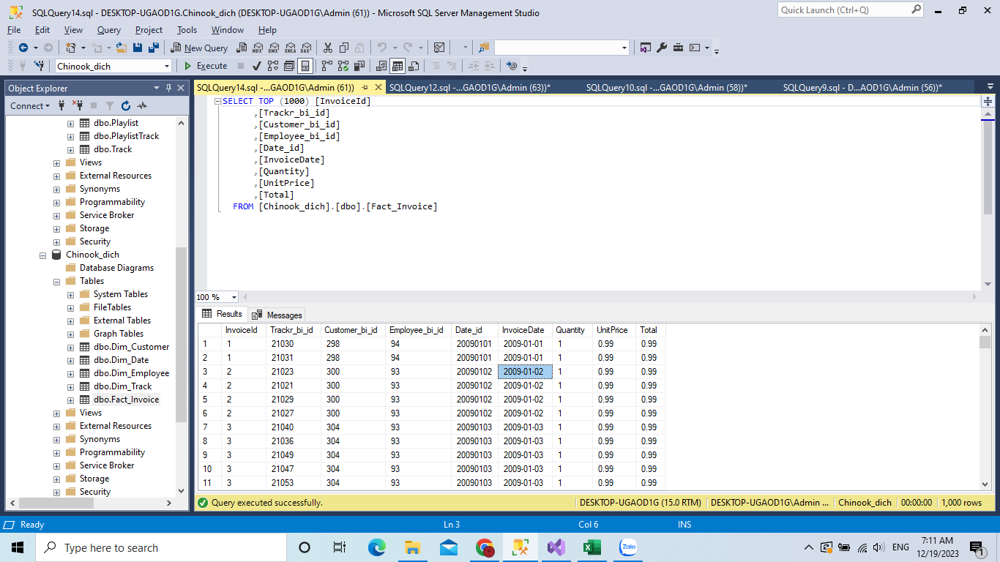 SQLQuery14.sql - DESKTOP-UGAOD1G.Chinook_dich (DESKTOP-UGAOD1G\Admin (61)) - Microsoft SQL Server Management Studio
Quick Launch (Ctrl+Q)
File Edit View Query Project Tools Window Help
New Query MDX DMX XMLA DAX
Chinook_dich Execute
Object Explorer
Connect
dbo.Playlist
dbo.PlaylistTrack
dbo.Track
Views
External Resources
Synonyms
Programmability
Service Broker
Storage
Security
Chinook_dich
Database Diagrams
Tables
System Tables
FileTables
External Tables
Graph Tables
dbo.Dim_Customer
dbo.Dim_Date
dbo.Dim_Employee
dbo.Dim_Track
dbo.Fact_Invoice
Views
External Resources
Synonyms
Programmability
Service Broker
Storage
Security
SQLQuery14.sql -...GAOD1G\Admin (61)) SQLQuery12.sql -...GAOD1G\Admin (63))* SQLQuery10.sql -...GAOD1G\Admin (58))* SQLQuery9.sql - D...AOD1G\Admin (56))*
SELECT TOP (1000) [InvoiceId]
,[Trackr_bi_id]
,[Customer_bi_id]
,[Employee_bi_id]
,[Date_id]
,[InvoiceDate]
,[Quantity]
,[UnitPrice]
,[Total]
FROM [Chinook_dich].[dbo].[Fact_Invoice]
100 %
Results Messages
InvoiceId Trackr_bi_id Customer_bi_id Employee_bi_id Date_id InvoiceDate Quantity UnitPrice Total
1 1 21030 298 94 20090101 2009-01-01 1 0.99 0.99
2 1 21031 298 94 20090101 2009-01-01 1 0.99 0.99
3 2 21023 300 93 20090102 2009-01-02 1 0.99 0.99
4 2 21021 300 93 20090102 2009-01-02 1 0.99 0.99
5 2 21029 300 93 20090102 2009-01-02 1 0.99 0.99
6 2 21027 300 93 20090102 2009-01-02 1 0.99 0.99
7 3 21040 304 93 20090103 2009-01-03 1 0.99 0.99
8 3 21036 304 93 20090103 2009-01-03 1 0.99 0.99
9 3 21049 304 93 20090103 2009-01-03 1 0.99 0.99
10 3 21047 304 93 20090103 2009-01-03 1 0.99 0.99
11 3 21053 304 93 20090103 2009-01-03 1 0.99 0.99
Query executed successfully. DESKTOP-UGAOD1G (15.0 RTM) DESKTOP-UGAOD1G\Admin ... Chinook_dich 00:00:00 1,000 rows
Ready Ln 3 Col 6 INS
Type here to search
Zalo
ENG
7:11 AM
12/19/2023
1